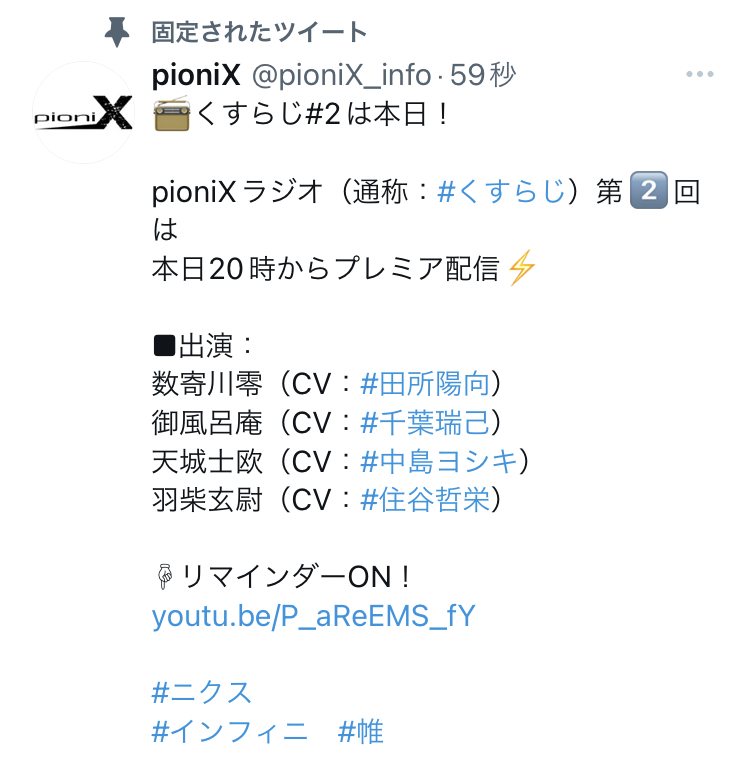 固定されたツイート
pioniX @pioniX_info · 59秒
pioniX
📻くすらじ#2は本日！
pioniXラジオ（通称：#くすらじ）第2️⃣回
は
本日20時からプレミア配信⚡
■出演：
数寄川零（CV：#田所陽向）
御風呂庵（CV：#千葉瑞己）
天城士欧（CV：#中島ヨシキ）
羽柴玄尉（CV：#住谷哲栄）
☟リマインダーON！
youtu.be/P_aReEMS_fY
#ニクス
#インフィニ　#帷